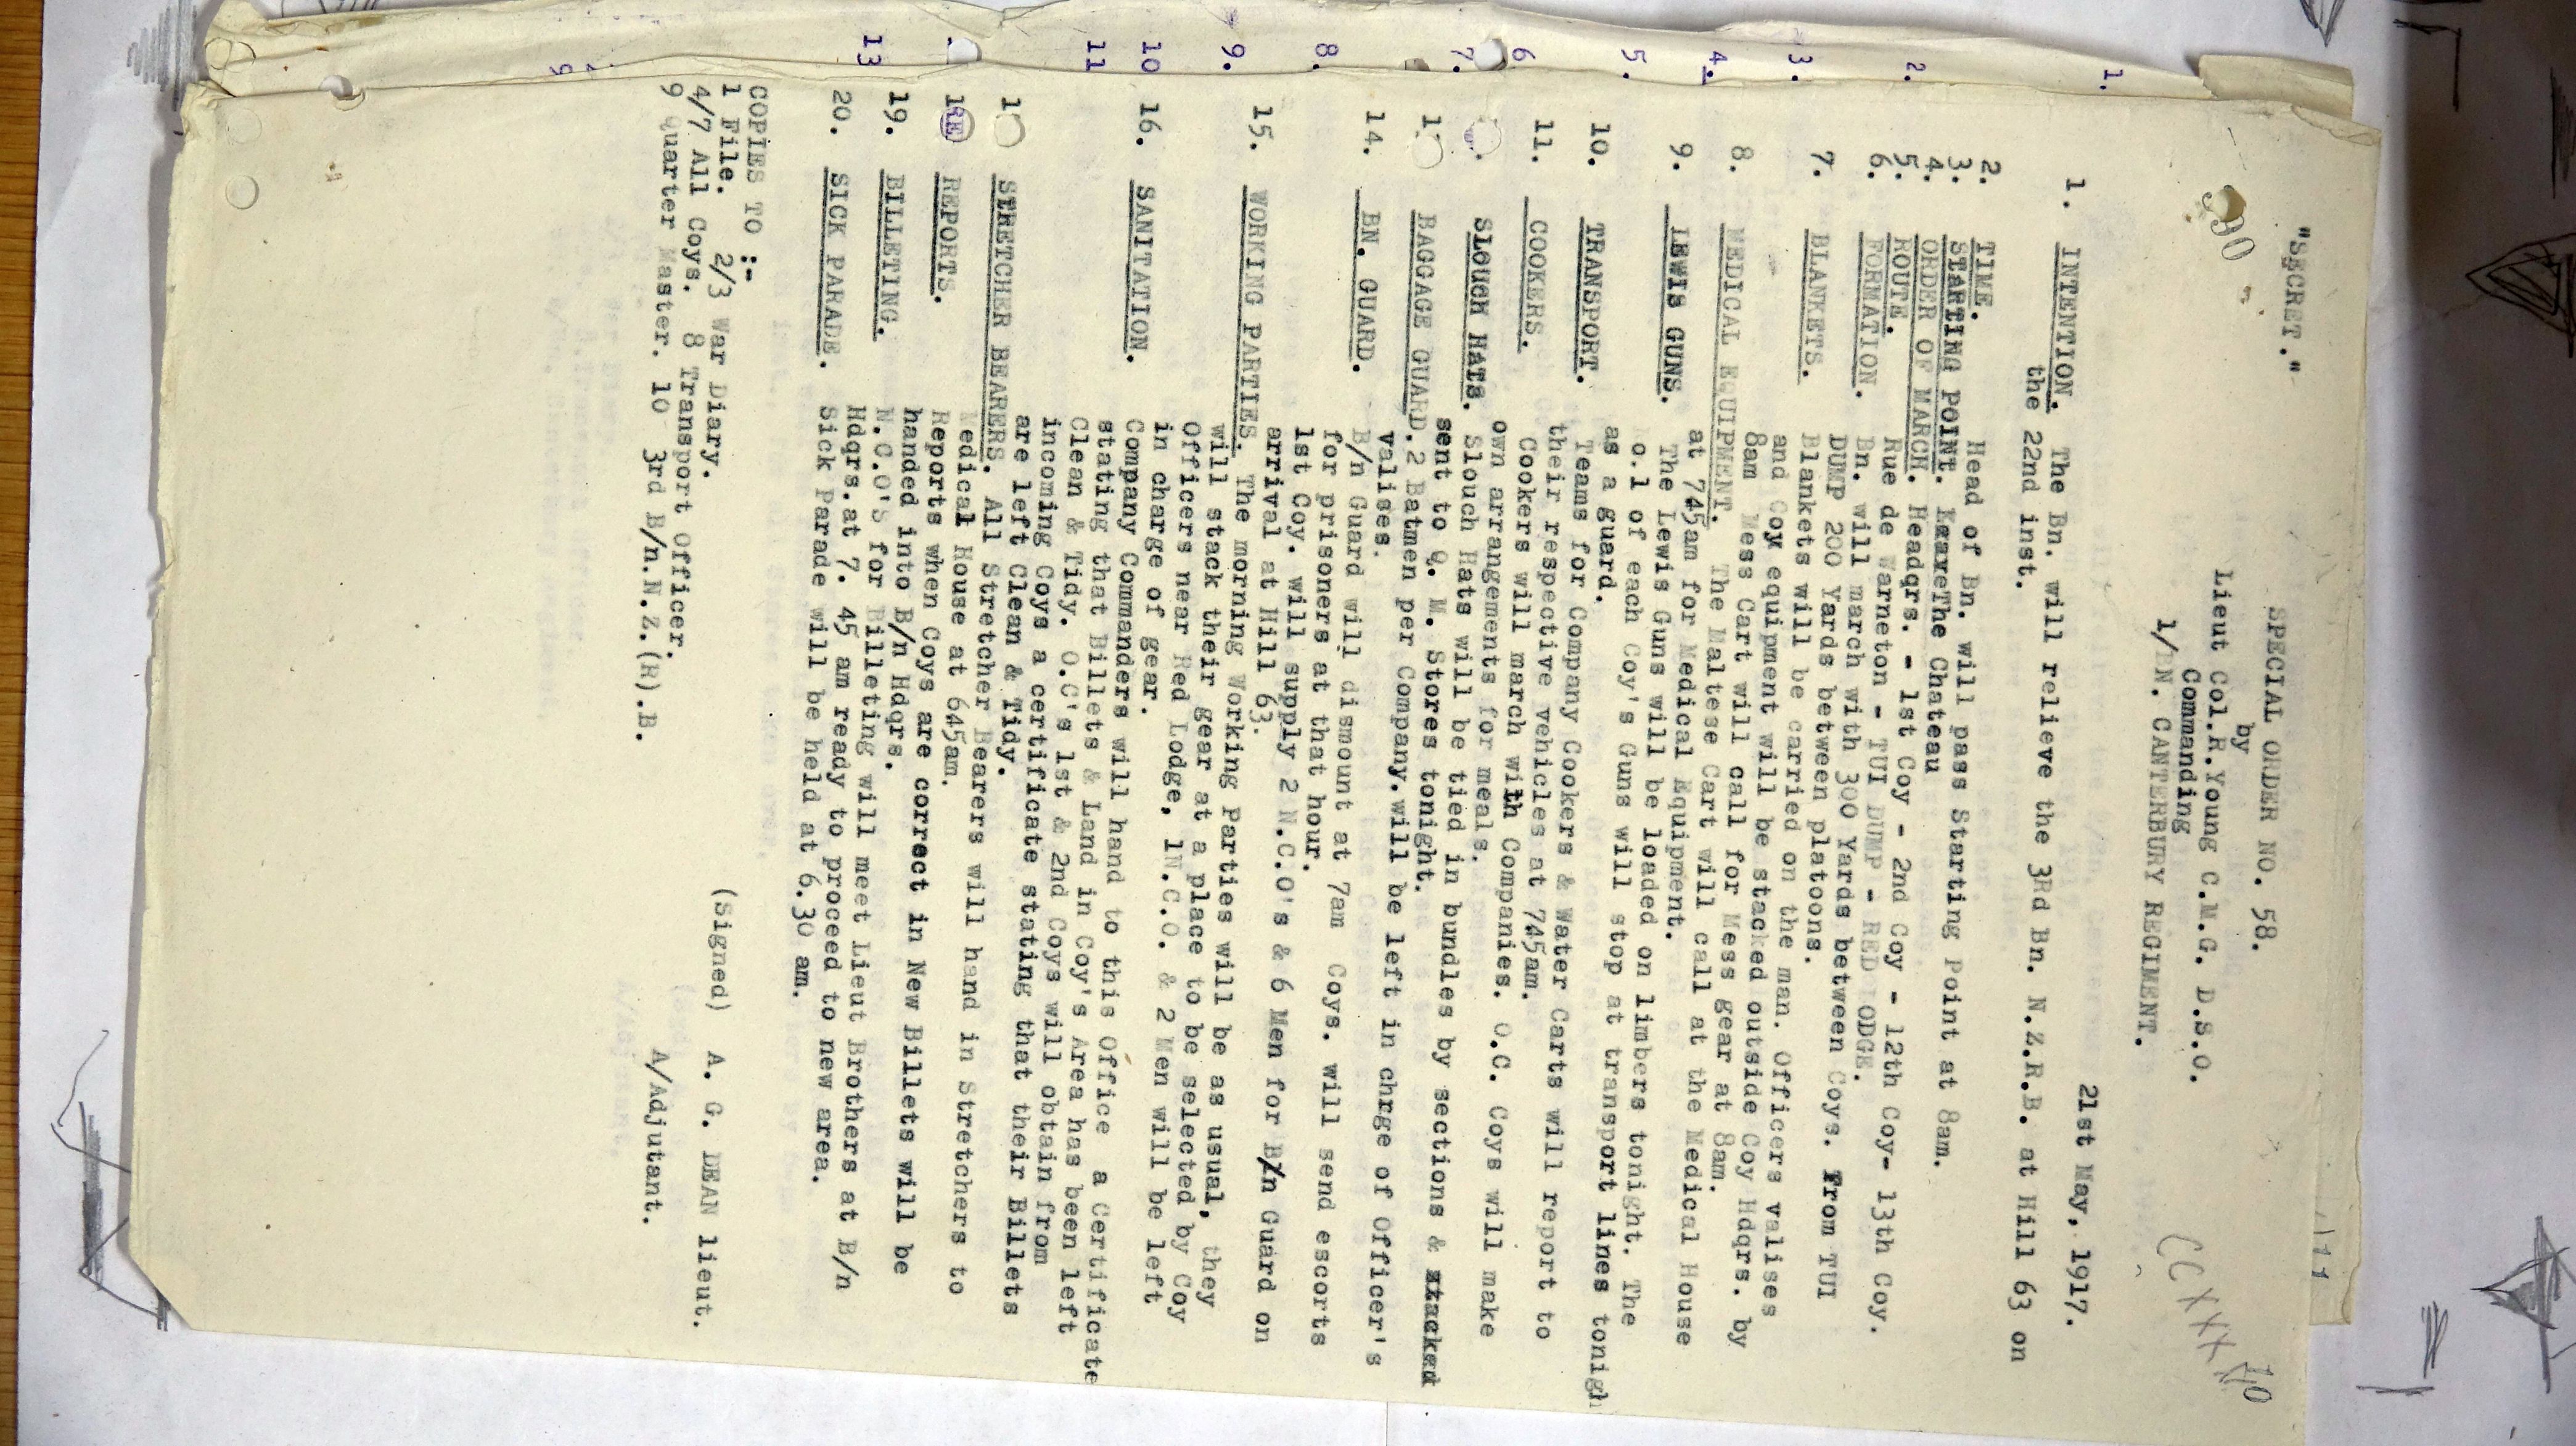 "SECRET."
SPECIAL ORDER NO. 58.
by
Lieut Col.R.Young C.M.G. D.S.O.
Commanding
1/BN. CANTERBURY REGIMENT.
21st May, 1917.
1. INTENTION. The Bn. will relieve the 3Rd Bn. N.Z.R.B. at Hill 63 on
the 22nd inst.
2. TIME. Head of Bn. will pass Starting Point at 8am.
3. STARTING POINT. The Chateau
4. ORDER OF MARCH. Headqrs. - 1st Coy - 2nd Coy - 12th Coy- 13th Coy.
5. ROUTE. Rue de Warneton - TUI DUMP - RED LODGE.
6. FORMATION. Bn. will march with 300 Yards between Coys. From TUI
DUMP 200 Yards between platoons.
7. BLANKETS. Blankets will be carried on the man. Officers valises
and Coy equipment will be stacked outside Coy Hdqrs. by
8am Mess Cart will call for Mess gear at 8am.
8. MEDICAL EQUIPMENT. The Maltese Cart will call at the Medical House
at 745am for Medical Equipment.
9. LEWIS GUNS. The Lewis Guns will be loaded on limbers tonight. The
No.1 of each Coy's Guns will stop at transport lines tonigh
as a guard.
10. TRANSPORT. Teams for Company Cookers & Water Carts will report to
their respective vehicles at 745am.
11. COOKERS. Cookers will march with Companies. O.C. Coys will make
own arrangements for meals.
SLOUCH HATS. Slouch Hats will be tied in bundles by sections & stacked
sent to Q. M. Stores tonight.
1 BAGGAGE GUARD. 2 Batmen per Company.will be left in chrge of Officer's
valises.
14. BN. GUARD. B/n Guard will dismount at 7am Coys. will send escorts
for prisoners at that hour.
1st Coy. will supply 2 N.C.O's & 6 Men for B/n Guard on
arrival at Hill 63.
15. WORKING PARTIES. The morning Working Parties will be as usual, they
will stack their gear at a place to be selected by Coy
Officers near Red Lodge, 1N.C.O. & 2 Men will be left
in charge of gear.
16. SANITATION. Company Commanders will hand to this Office a Certificate
stating that Billets & Land in Coy's Area has been left
Clean & Tidy. O.C's 1st & 2nd Coys will obtain from
incoming Coys a certificate stating that their Billets
are left Clean & Tidy.
1 STRETCHER BEARERS. All Stretcher Bearers will hand in Stretchers to
Medical House at 645am.
1 REPORTS. Reports when Coys are correct in New Billets will be
handed into B/n Hdqrs.
19. BILLETING. N.C.O's for Billeting will meet Lieut Brothers at B/n
Hdqrs.at 7. 45 am ready to proceed to new area.
20. SICK PARADE. Sick Parade will be held at 6.30 am.
(Signed) A. G. DEAN lieut.
A/Adjutant.
COPIES TO :-
1 File. 2/3 War Diary.
4/7 All Coys. 8 Transport Officer.
9 Quarter Master. 10 3rd B/n.N.Z.(R).B.
1.
2.
3.
4.
5.
6
7.
8.
9.
10
11
13